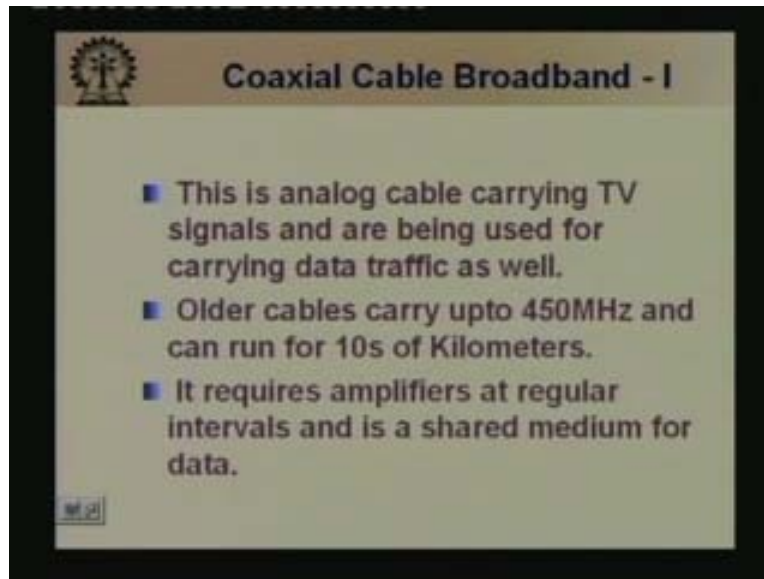 Coaxial Cable Broadband - I
This is analog cable carrying TV
signals and are being used for
carrying data traffic as well.
Older cables carry upto 450MHz and
can run for 10s of Kilometers.
It requires amplifiers at regular
intervals and is a shared medium for
data.